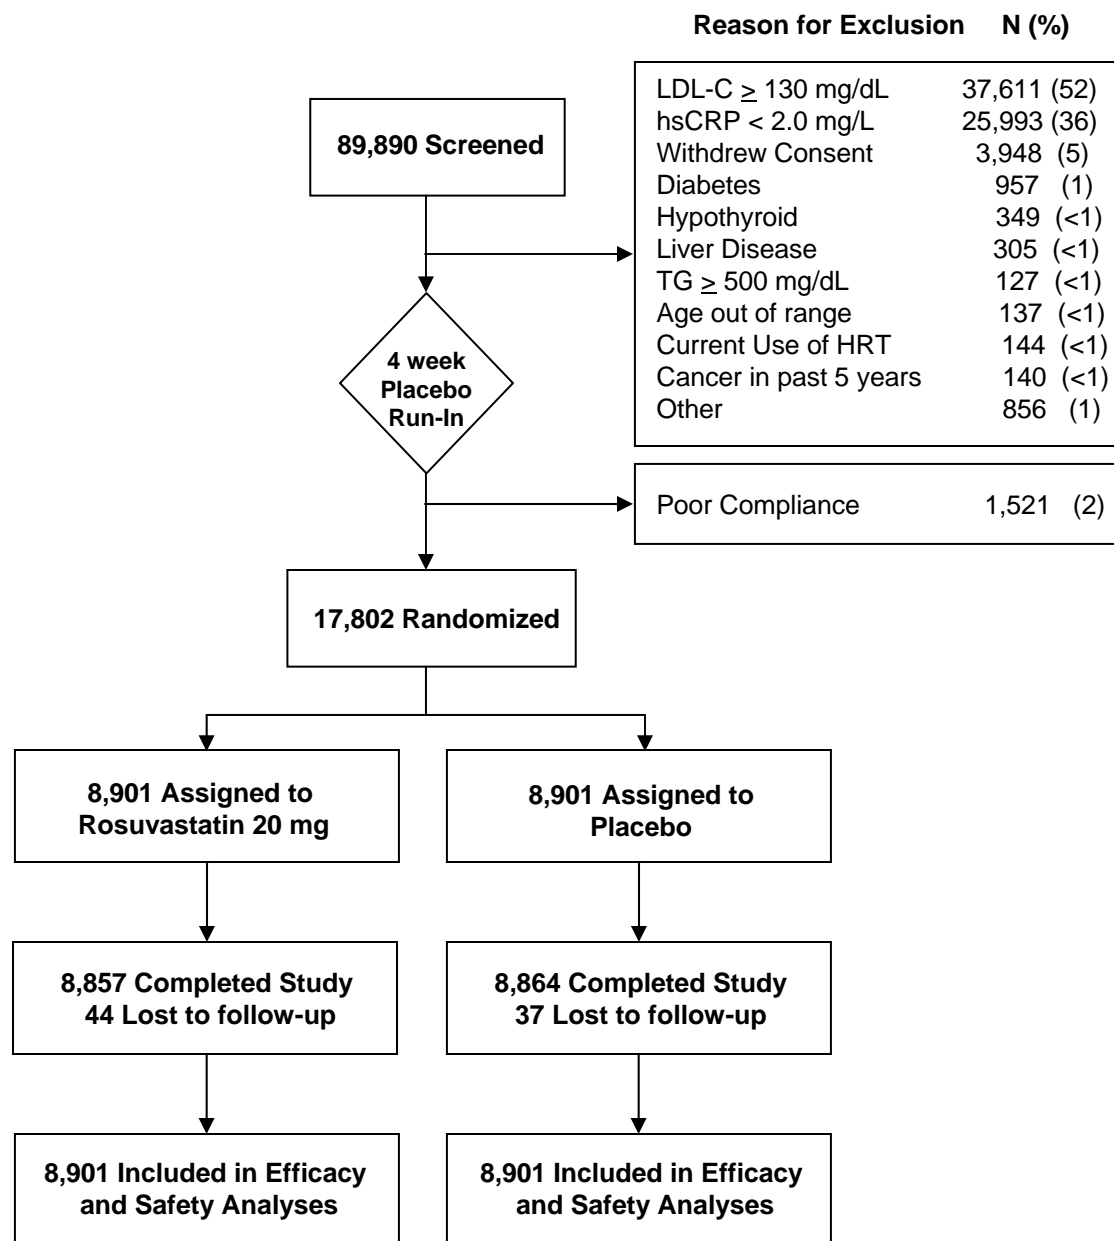 Reason for Exclusion N (%)
89,890 Screened
LDL-C ≥ 130 mg/dL 37,611 (52)
hsCRP < 2.0 mg/L 25,993 (36)
Withdrew Consent 3,948 (5)
Diabetes 957 (1)
Hypothyroid 349 (<1)
Liver Disease 305 (<1)
TG ≥ 500 mg/dL 127 (<1)
Age out of range 137 (<1)
Current Use of HRT 144 (<1)
Cancer in past 5 years 140 (<1)
Other 856 (1)
4 week
Placebo
Run-In
Poor Compliance 1,521 (2)
17,802 Randomized
8,901 Assigned to
Rosuvastatin 20 mg
8,901 Assigned to
Placebo
8,857 Completed Study
44 Lost to follow-up
8,864 Completed Study
37 Lost to follow-up
8,901 Included in Efficacy
and Safety Analyses
8,901 Included in Efficacy
and Safety Analyses